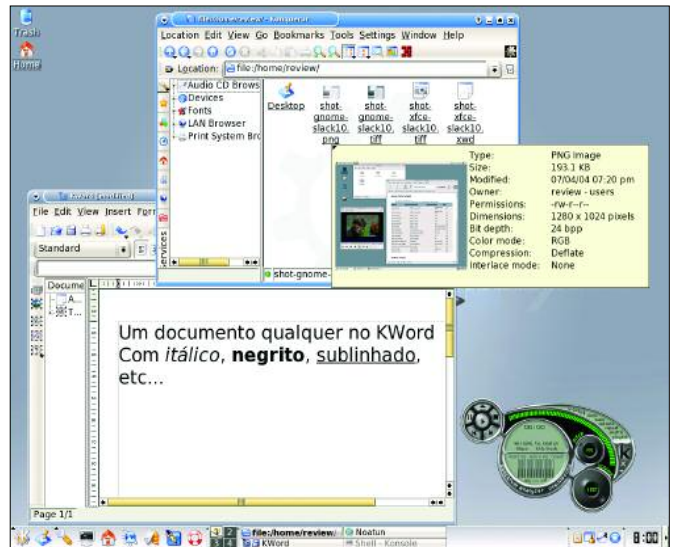 Trash
Home
Location Edit View Go Bookmarks Tools Settings Window Help
Location: file:/home/review/
Audio CD Brows
Devices
Fonts
LAN Browser
Print System Bro
Services
Desktop
shot-gnome-slack10.png
shot-gnome-slack10.tiff
shot-xfce-slack10.tiff
shot-xfce-slack10.xwd
shot-gnome-
Type: PNG Image
Size: 193.1 KB
Modified: 07/04/04 07:20 pm
Owner: review - users
Permissions: -rw-r--r--
Dimensions: 1280 x 1024 pixels
Bit depth: 24 bpp
Color mode: RGB
Compression: Deflate
Interlace mode: None
File Edit View Insert Form
Standard
Docume
A...
T...
Um documento qualquer no KWord
Com itálico, negrito, sublinhado,
etc...
Page 1/1
file:/home/review/
KWord
Noatun
Shell - Konsole
8:00